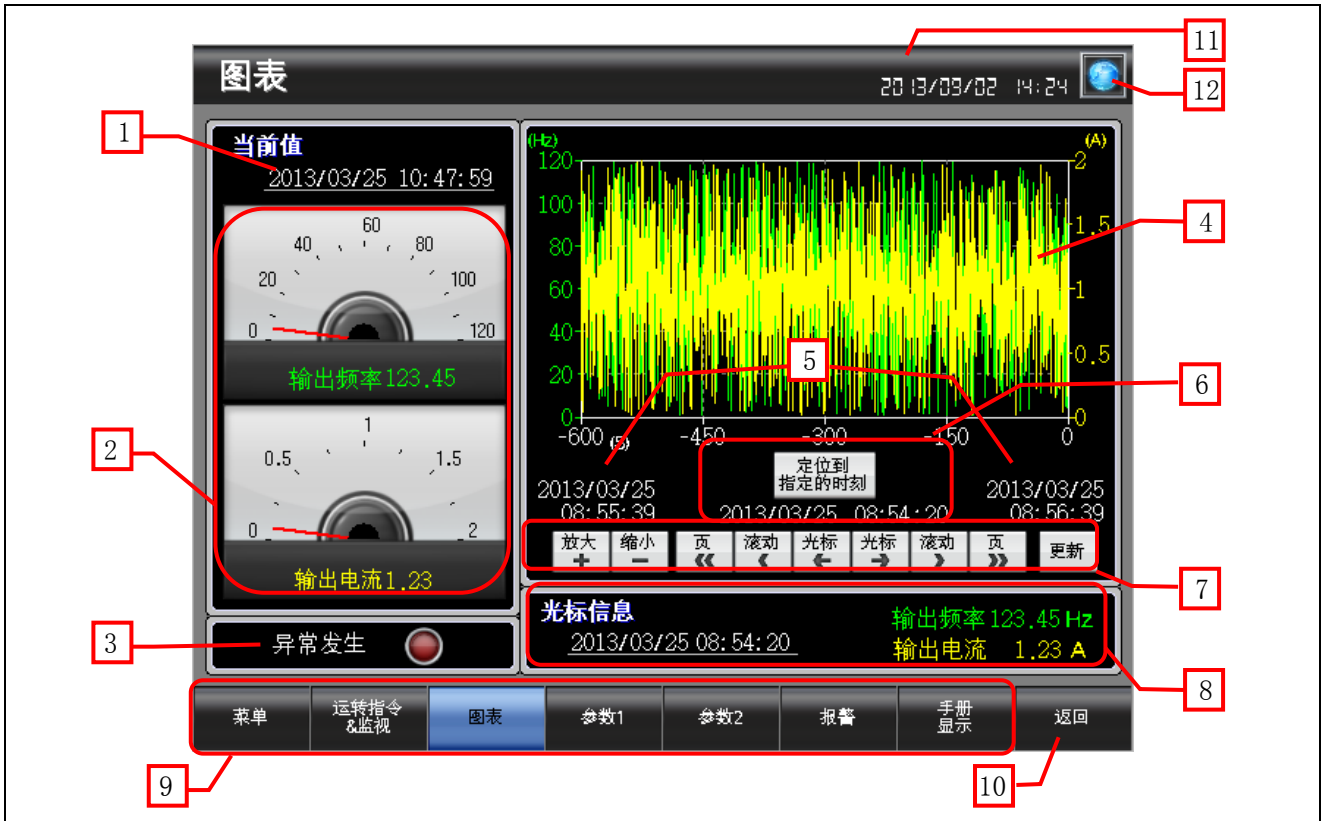 图表
2013/09/02 14:24
11
12
1
当前值
2013/03/25 10:47:59
0 20 40 60 80 100 120
输出频率123.45
2
0 0.5 1 1.5 2
输出电流1.23
3
异常发生
(Hz)
(A)
120
100
80
60
40
20
0
2
1.5
1
0.5
0
4
5
6
-600 (S) -450 -300 -150 0
定位到
指定的时刻
2013/03/25
08:55:39
2013/03/25 08:54:20
2013/03/25
08:56:39
放大 缩小 页 滚动 光标 光标 滚动 页 更新
+ − ‹‹ ‹ ← → › ››
7
光标信息
2013/03/25 08:54:20
输出频率 123.45 Hz
输出电流 1.23 A
8
菜单
运转指令
&监视
图表
参数1
参数2
报警
手册
显示
返回
9
10